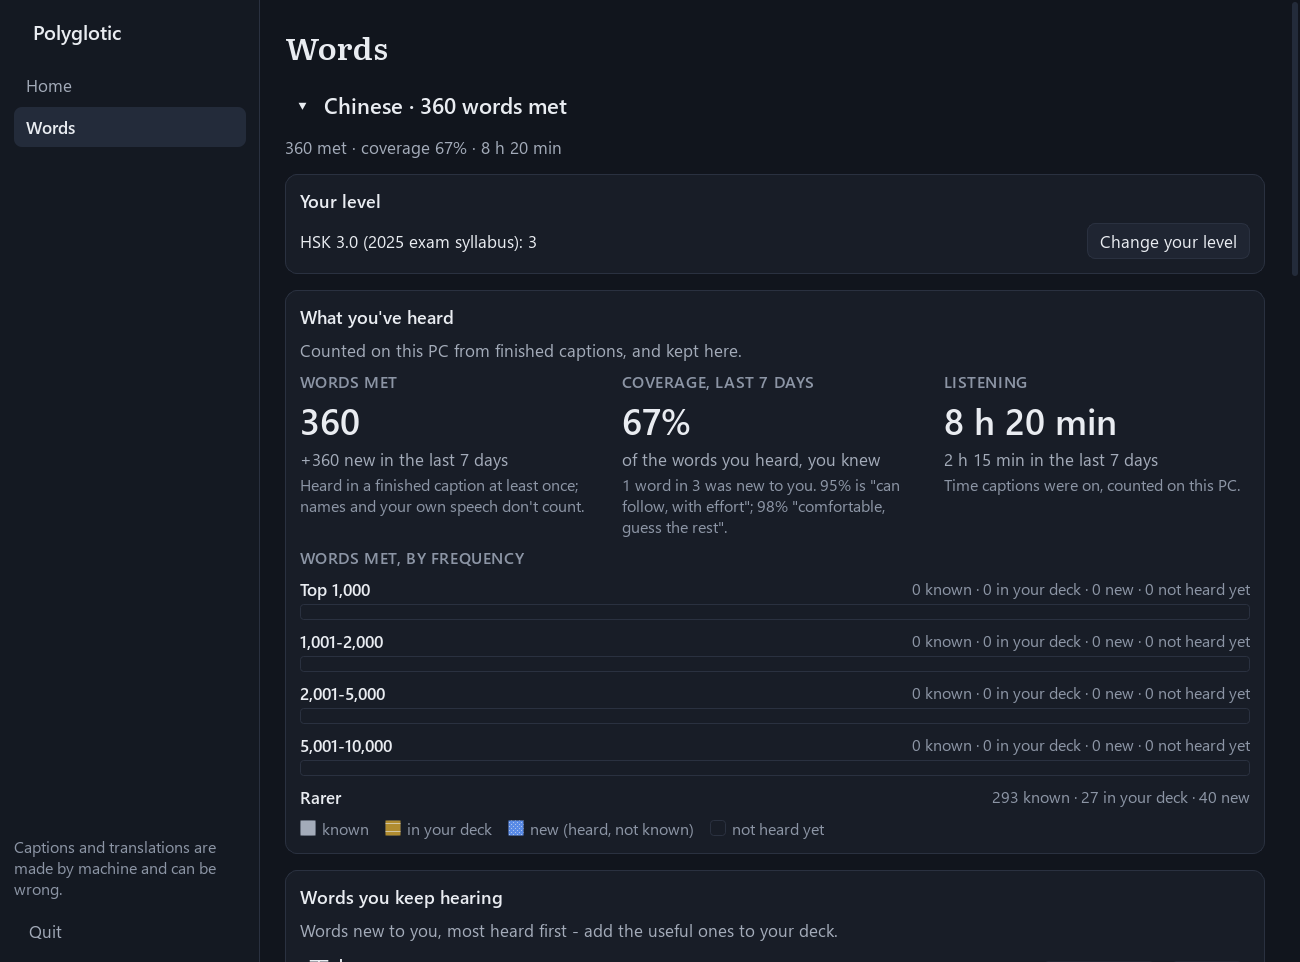 Polyglotic
Home
Words
Captions and translations are
made by machine and can be
wrong.
Quit
Words
Chinese · 360 words met
360 met · coverage 67% · 8 h 20 min
Your level
HSK 3.0 (2025 exam syllabus): 3
Change your level
What you've heard
Counted on this PC from finished captions, and kept here.
WORDS MET
360
+360 new in the last 7 days
Heard in a finished caption at least once;
names and your own speech don't count.
COVERAGE, LAST 7 DAYS
67%
of the words you heard, you knew
1 word in 3 was new to you. 95% is "can
follow, with effort"; 98% "comfortable,
guess the rest".
LISTENING
8 h 20 min
2 h 15 min in the last 7 days
Time captions were on, counted on this PC.
WORDS MET, BY FREQUENCY
Top 1,000 0 known · 0 in your deck · 0 new · 0 not heard yet
1,001-2,000 0 known · 0 in your deck · 0 new · 0 not heard yet
2,001-5,000 0 known · 0 in your deck · 0 new · 0 not heard yet
5,001-10,000 0 known · 0 in your deck · 0 new · 0 not heard yet
Rarer 293 known · 27 in your deck · 40 new
known in your deck new (heard, not known) not heard yet
Words you keep hearing
Words new to you, most heard first - add the useful ones to your deck.